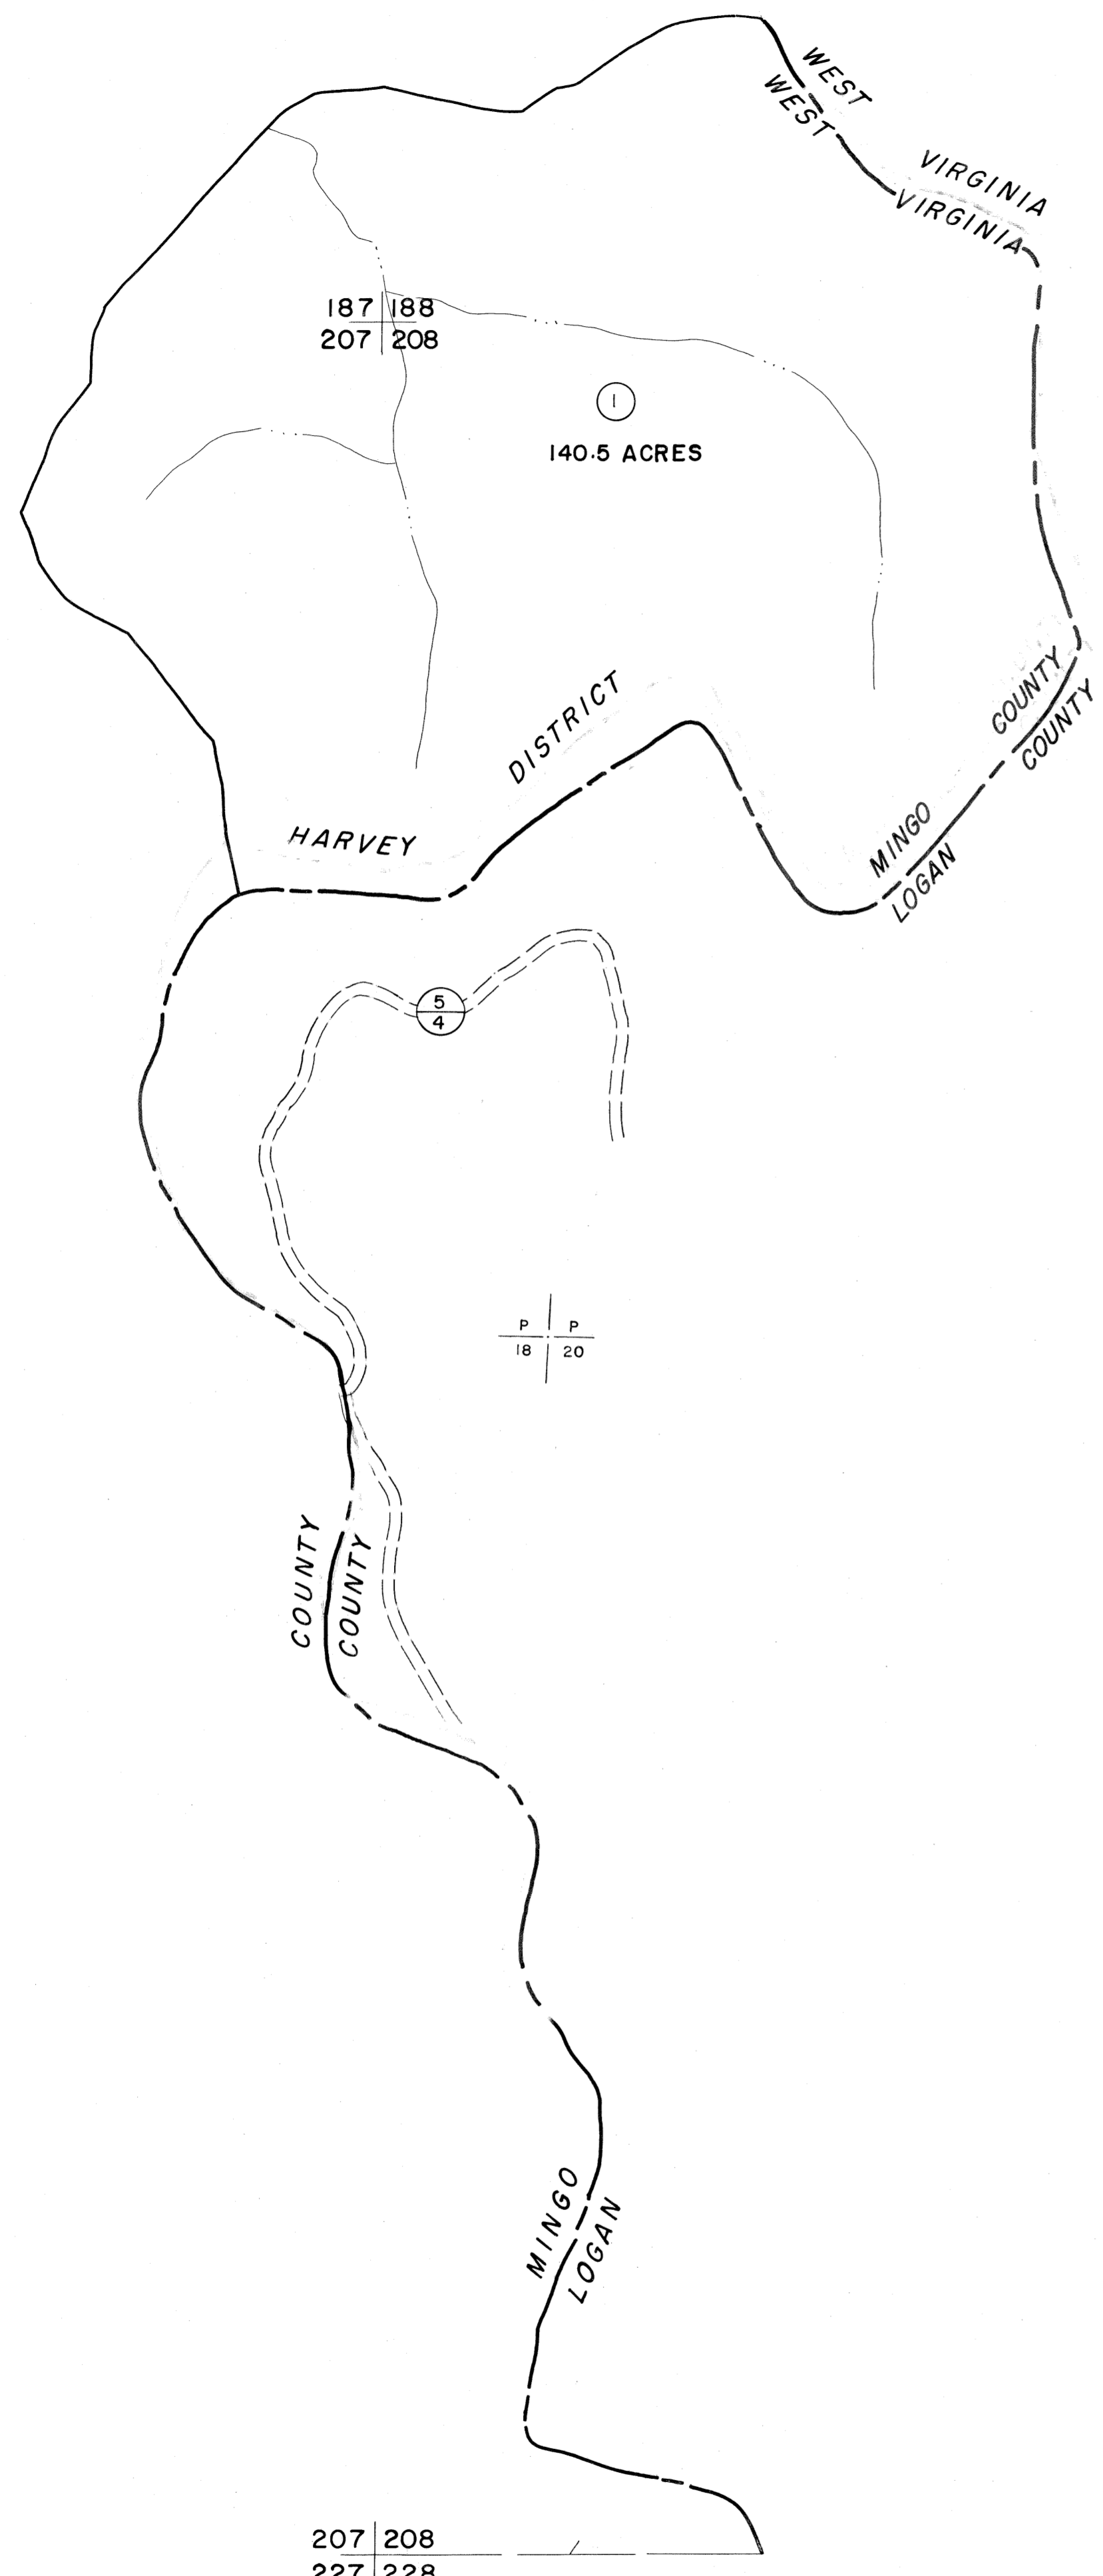 WEST
WEST
VIRGINIA
VIRGINIA
187 188
207 208
1
140.5 ACRES
COUNTY
COUNTY
DISTRICT
HARVEY
MINGO
LOGAN
5
4
P P
18 20
COUNTY
COUNTY
MINGO
LOGAN
207 208
227 228